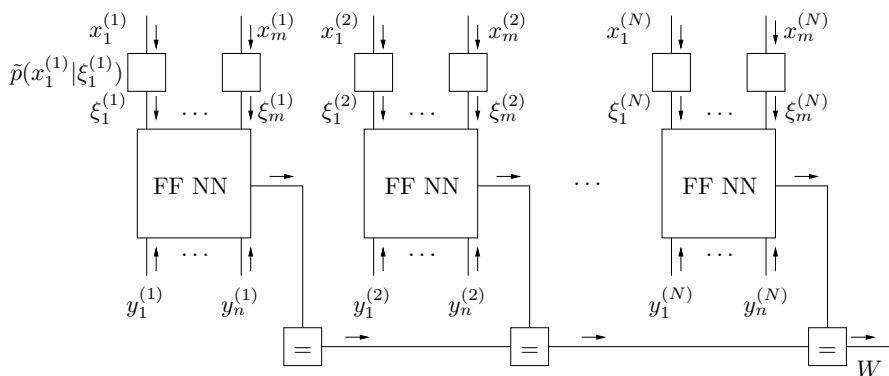 x_1^{(1)} x_m^{(1)} x_1^{(2)} x_m^{(2)} x_1^{(N)} x_m^{(N)}
p̃(x_1^{(1)}|ξ_1^{(1)})
ξ_1^{(1)} ... ξ_m^{(1)} ξ_1^{(2)} ... ξ_m^{(2)} ξ_1^{(N)} ... ξ_m^{(N)}
FF NN FF NN ... FF NN
... ... ...
y_1^{(1)} y_n^{(1)} y_1^{(2)} y_n^{(2)} y_1^{(N)} y_n^{(N)}
= = =
W